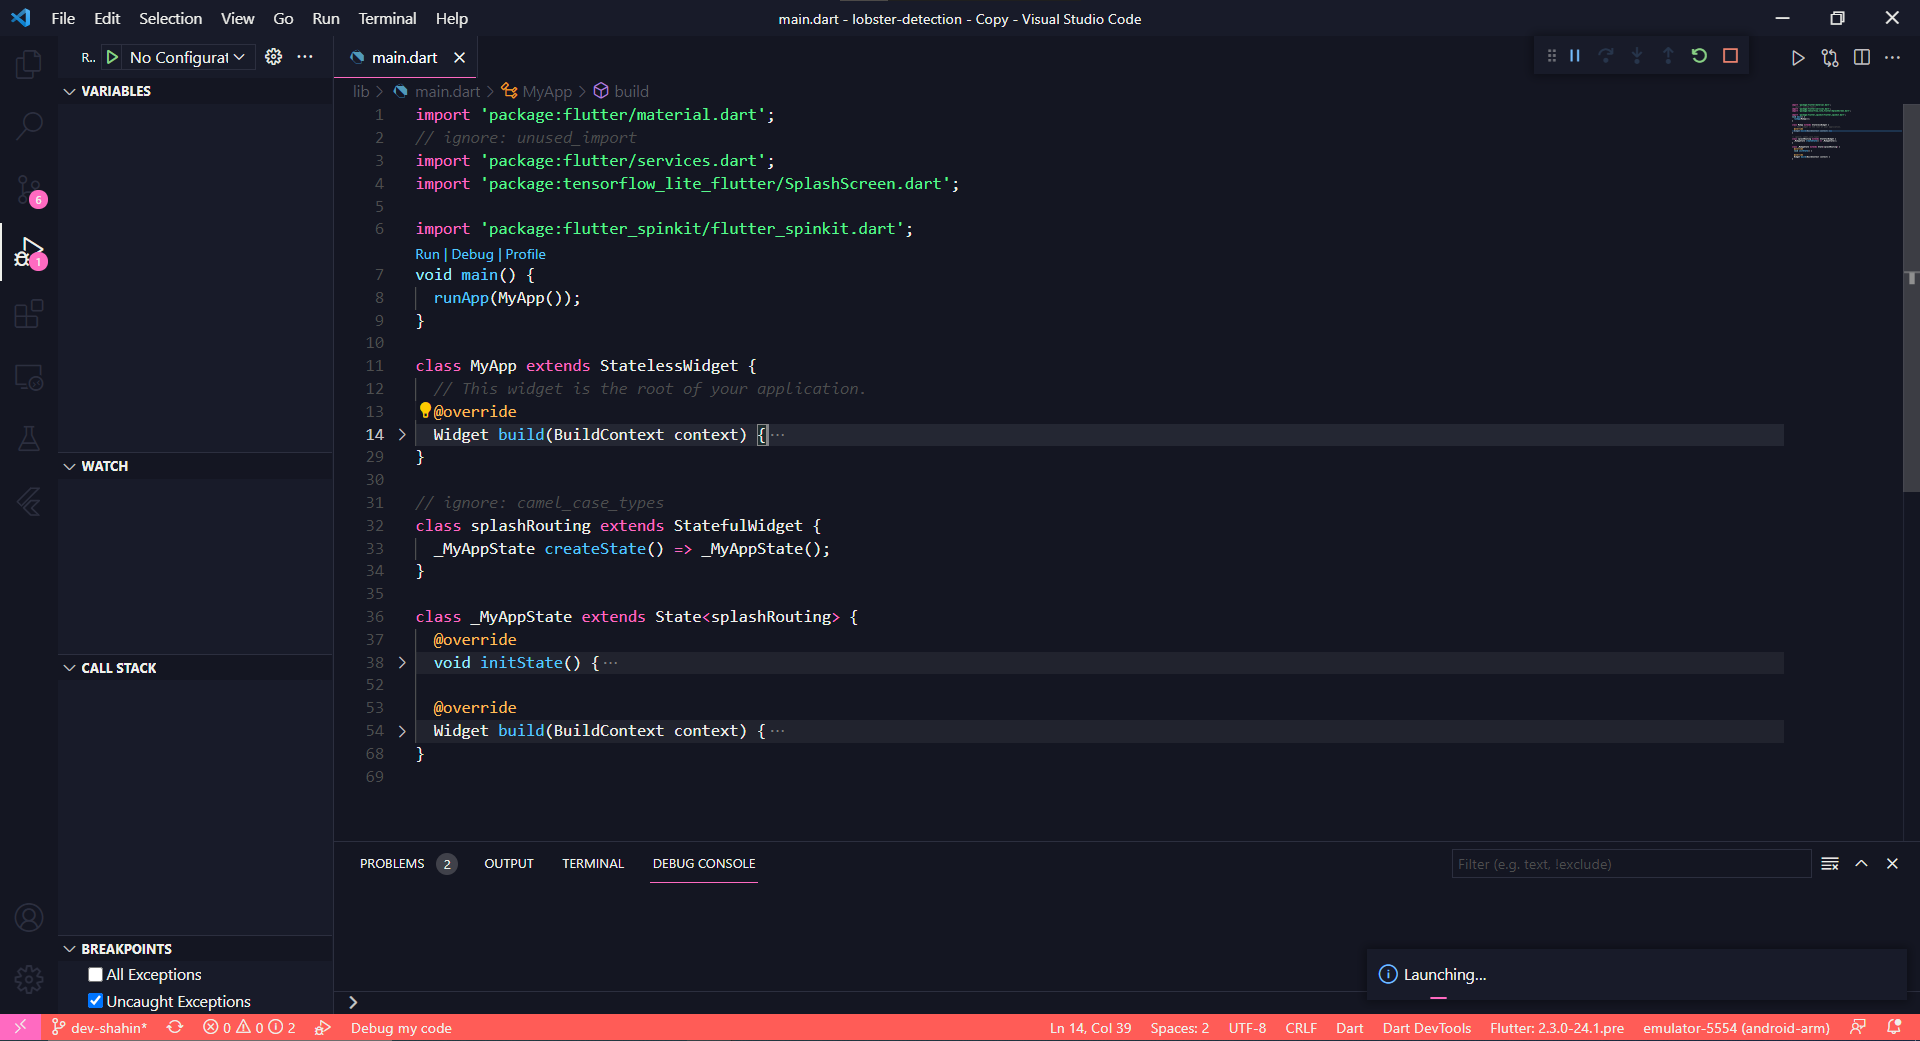 File Edit Selection View Go Run Terminal Help
main.dart - lobster-detection - Copy - Visual Studio Code
R.. No Configurat
main.dart
VARIABLES
WATCH
CALL STACK
BREAKPOINTS
All Exceptions
Uncaught Exceptions
6
1
lib > main.dart > MyApp > build
1 import 'package:flutter/material.dart';
2 // ignore: unused_import
3 import 'package:flutter/services.dart';
4 import 'package:tensorflow_lite_flutter/SplashScreen.dart';
5
6 import 'package:flutter_spinkit/flutter_spinkit.dart';
Run | Debug | Profile
7 void main() {
8 runApp(MyApp());
9 }
10
11 class MyApp extends StatelessWidget {
12 // This widget is the root of your application.
13 @override
14 Widget build(BuildContext context) {···
29 }
30
31 // ignore: camel_case_types
32 class splashRouting extends StatefulWidget {
33 _MyAppState createState() => _MyAppState();
34 }
35
36 class _MyAppState extends State<splashRouting> {
37 @override
38 void initState() {···
52
53 @override
54 Widget build(BuildContext context) {···
68 }
69
PROBLEMS 2 OUTPUT TERMINAL DEBUG CONSOLE
Filter (e.g. text, !exclude)
Launching...
dev-shahin* 0 0 2 Debug my code
Ln 14, Col 39 Spaces: 2 UTF-8 CRLF Dart Dart DevTools Flutter: 2.3.0-24.1.pre emulator-5554 (android-arm)